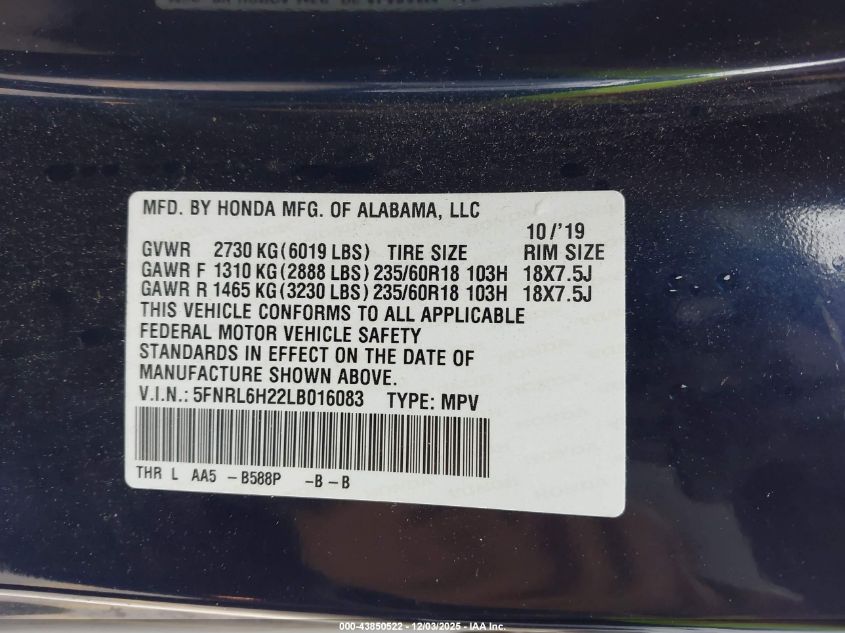 MFD. BY HONDA MFG. OF ALABAMA, LLC
10/'19
GVWR 2730 KG(6019 LBS) TIRE SIZE RIM SIZE
GAWR F 1310 KG(2888 LBS)235/60R18 103H 18X7.5J
GAWR R 1465 KG(3230 LBS)235/60R18 103H 18X7.5J
THIS VEHICLE CONFORMS TO ALL APPLICABLE
FEDERAL MOTOR VEHICLE SAFETY
STANDARDS IN EFFECT ON THE DATE OF
MANUFACTURE SHOWN ABOVE.
V.I.N.: 5FNRL6H22LB016083 TYPE: MPV
THR L AA5 -B588P -B-B
000-43850522 - 12/03/2025 - IAA Inc.